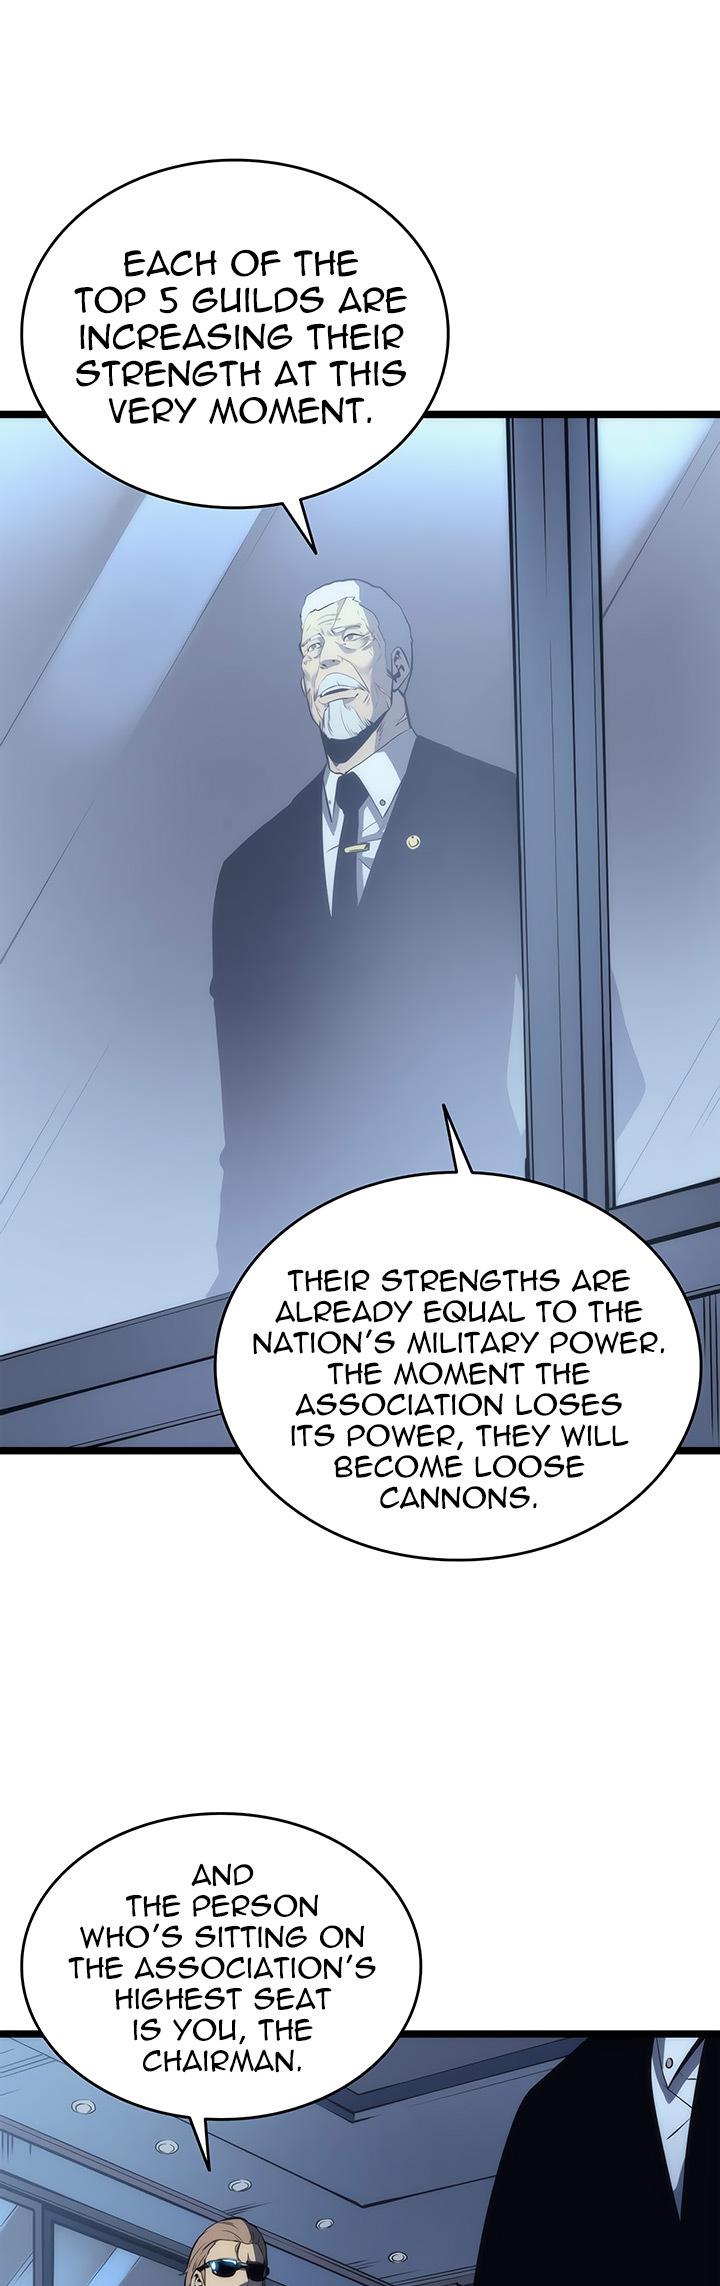 EACH OF THE
TOP 5 GUILDS ARE
INCREASING THEIR
STRENGTH AT THIS
VERY MOMENT.
THEIR STRENGTHS ARE
ALREADY EQUAL TO THE
NATION'S MILITARY POWER.
THE MOMENT THE
ASSOCIATION LOSES
ITS POWER, THEY WILL
BECOME LOOSE
CANNONS.
AND
THE PERSON
WHO'S SITTING ON
THE ASSOCIATION'S
HIGHEST SEAT
IS YOU, THE
CHAIRMAN.